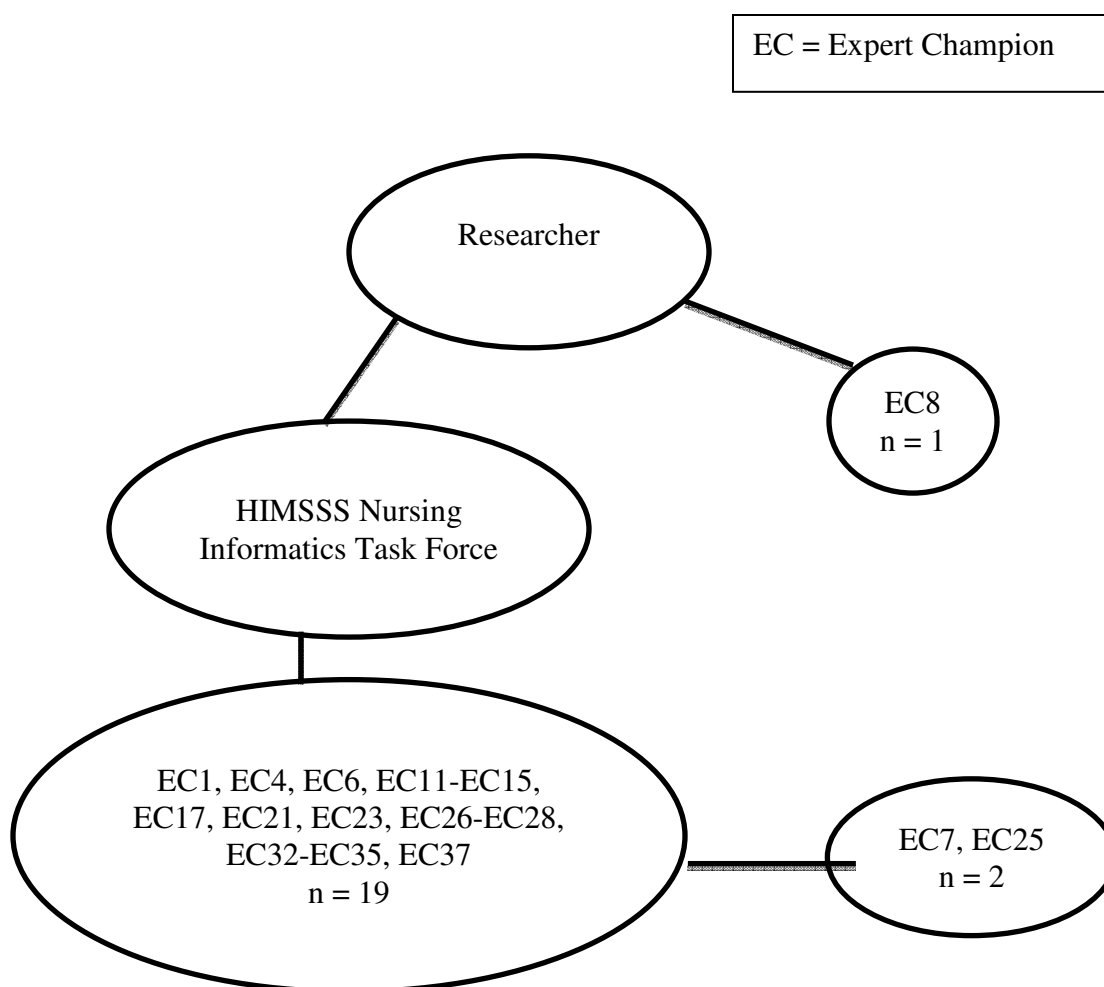 EC = Expert Champion
Researcher
EC8
n = 1
HIMSSS Nursing
Informatics Task Force
EC1, EC4, EC6, EC11-EC15,
EC17, EC21, EC23, EC26-EC28,
EC32-EC35, EC37
n = 19
EC7, EC25
n = 2